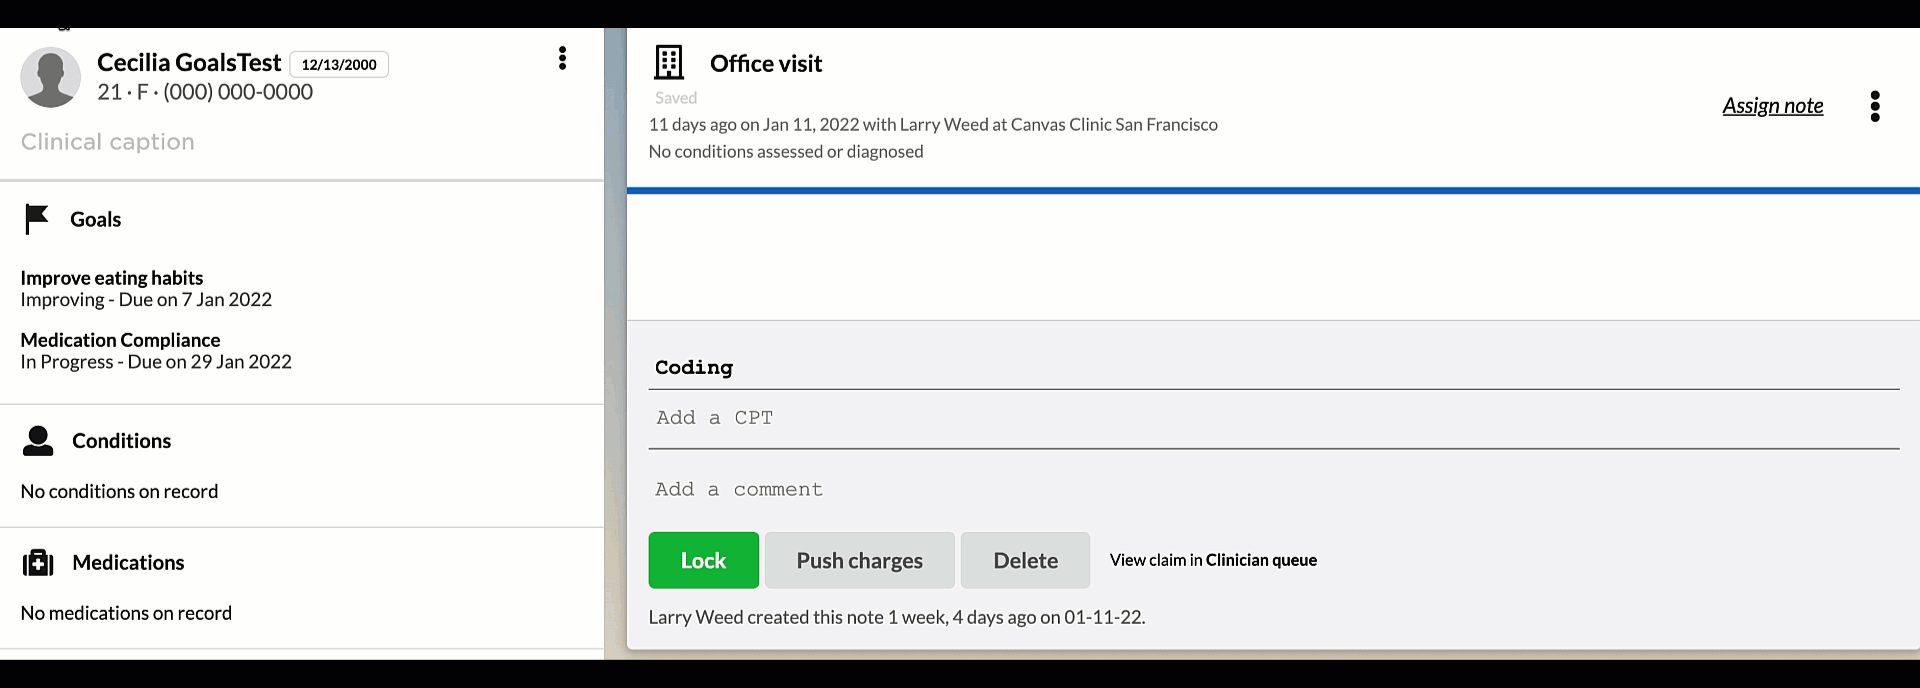 Cecilia GoalsTest 12/13/2000
21 · F · (000) 000-0000
Clinical caption
Goals
Improve eating habits
Improving - Due on 7 Jan 2022
Medication Compliance
In Progress - Due on 29 Jan 2022
Conditions
No conditions on record
Medications
No medications on record
Office visit
Saved
11 days ago on Jan 11, 2022 with Larry Weed at Canvas Clinic San Francisco
No conditions assessed or diagnosed
Assign note
Coding
Add a CPT
Add a comment
Lock Push charges Delete View claim in Clinician queue
Larry Weed created this note 1 week, 4 days ago on 01-11-22.